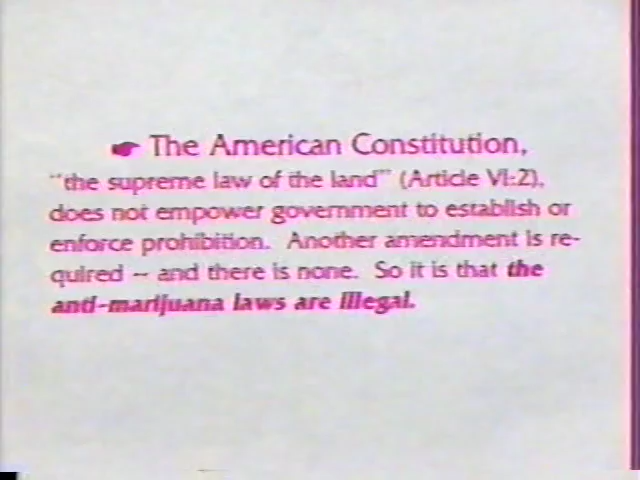 ☛ The American Constitution,
"the supreme law of the land" (Article VI:2),
does not empower government to establish or
enforce prohibition. Another amendment is re-
quired -- and there is none. So it is that the
anti-marijuana laws are illegal.